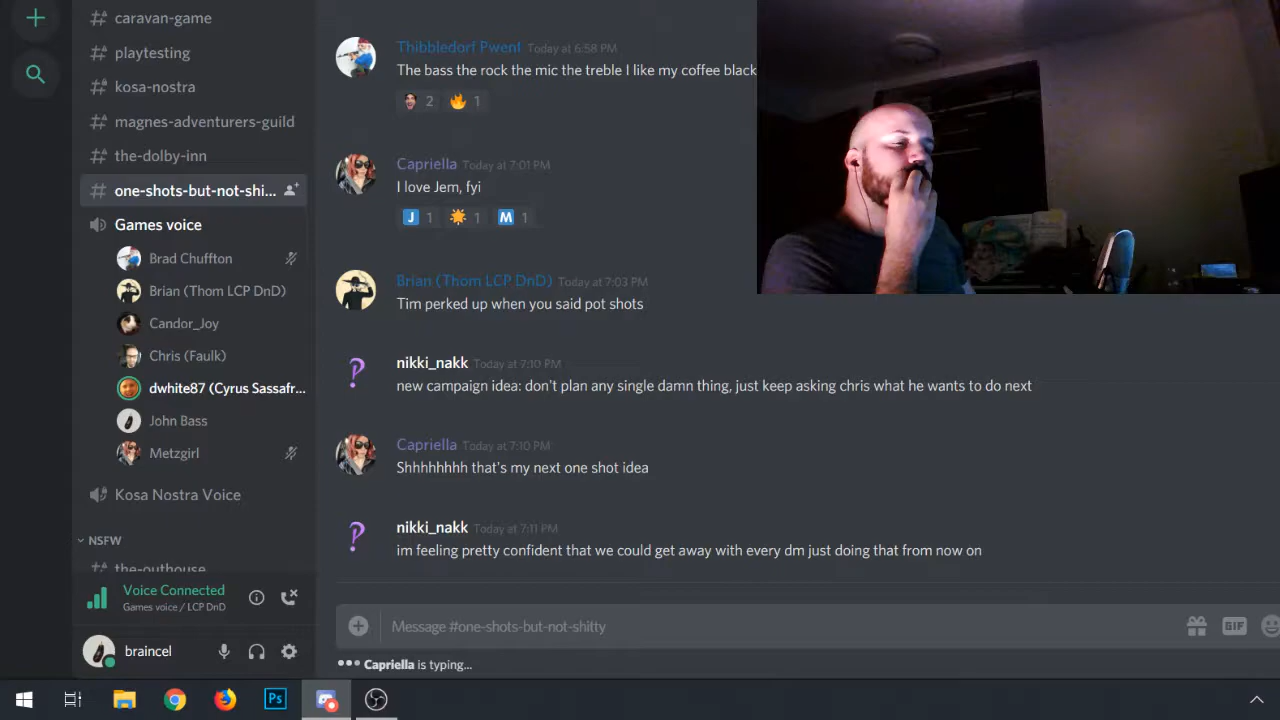 caravan-game
playtesting
kosa-nostra
magnes-adventurers-guild
the-dolby-inn
one-shots-but-not-shi...
Games voice
Brad Chuffton
Brian (Thom LCP DnD)
Candor_Joy
Chris (Faulk)
dwhite87 (Cyrus Sassafr...
John Bass
Metzgirl
Kosa Nostra Voice
NSFW
the-outhouse
Voice Connected
Games voice / LCP DnD
braincel
Thibbledorf Pwent Today at 6:58 PM
The bass the rock the mic the treble I like my coffee black
2 1
Capriella Today at 7:01 PM
I love Jem, fyi
J 1 1 M 1
Brian (Thom LCP DnD) Today at 7:03 PM
Tim perked up when you said pot shots
nikki_nakk Today at 7:10 PM
new campaign idea: don't plan any single damn thing, just keep asking chris what he wants to do next
Capriella Today at 7:10 PM
Shhhhhhhh that's my next one shot idea
nikki_nakk Today at 7:11 PM
im feeling pretty confident that we could get away with every dm just doing that from now on
Message #one-shots-but-not-shitty
GIF
Capriella is typing...
Ps